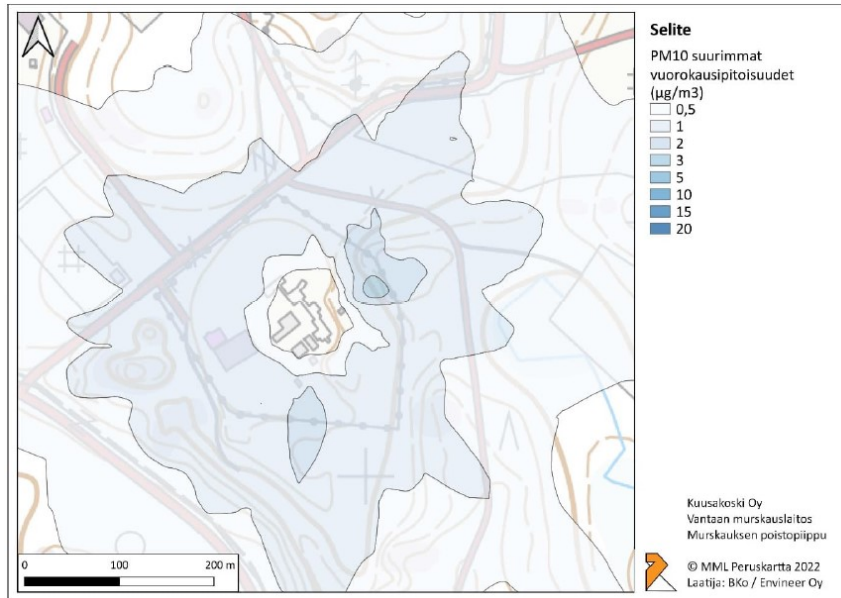 Selite
PM10 suurimmat
vuorokausipitoisuudet
(µg/m3)
0,5
1
2
3
5
10
15
20
0 100 200 m
Kuusakoski Oy
Vantaan murskauslaitos
Murskauksen poistopiippu
© MML Peruskartta 2022
Laatija: BKo / Envineer Oy